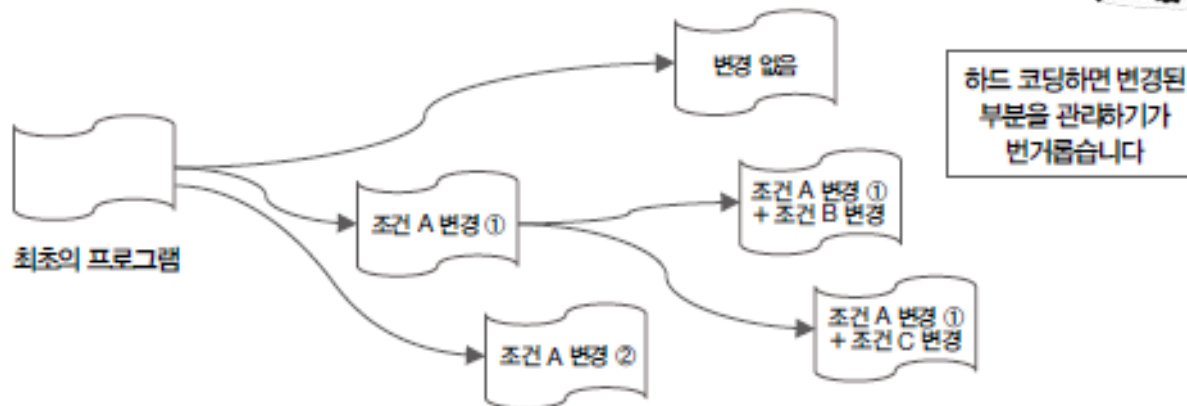 변경 없음
하드 코딩하면 변경된
부분을 관리하기가
번거롭습니다
최초의 프로그램
조건 A 변경 ①
조건 A 변경 ①
+ 조건 B 변경
조건 A 변경 ②
조건 A 변경 ①
+ 조건 C 변경